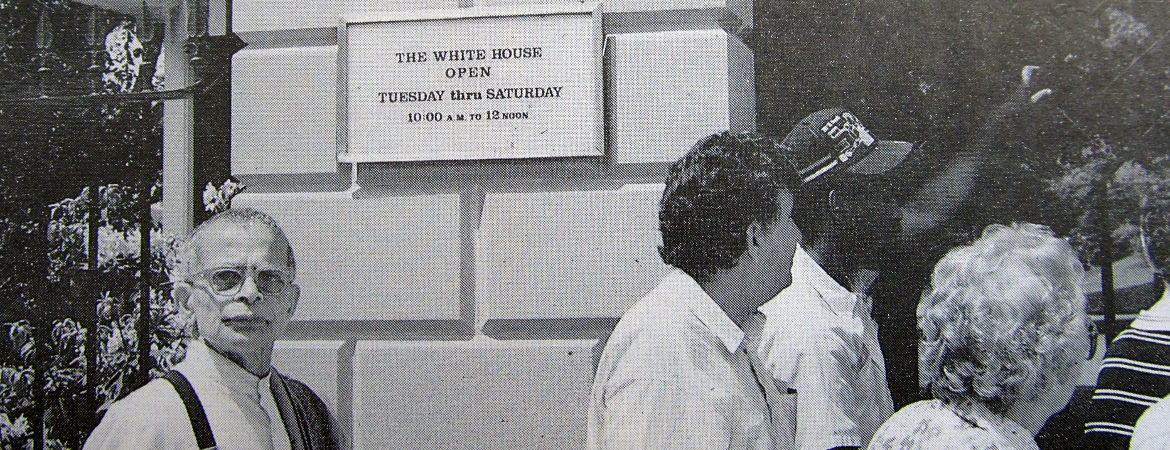 THE WHITE HOUSE
OPEN
TUESDAY thru SATURDAY
10:00 A.M. TO 12 NOON